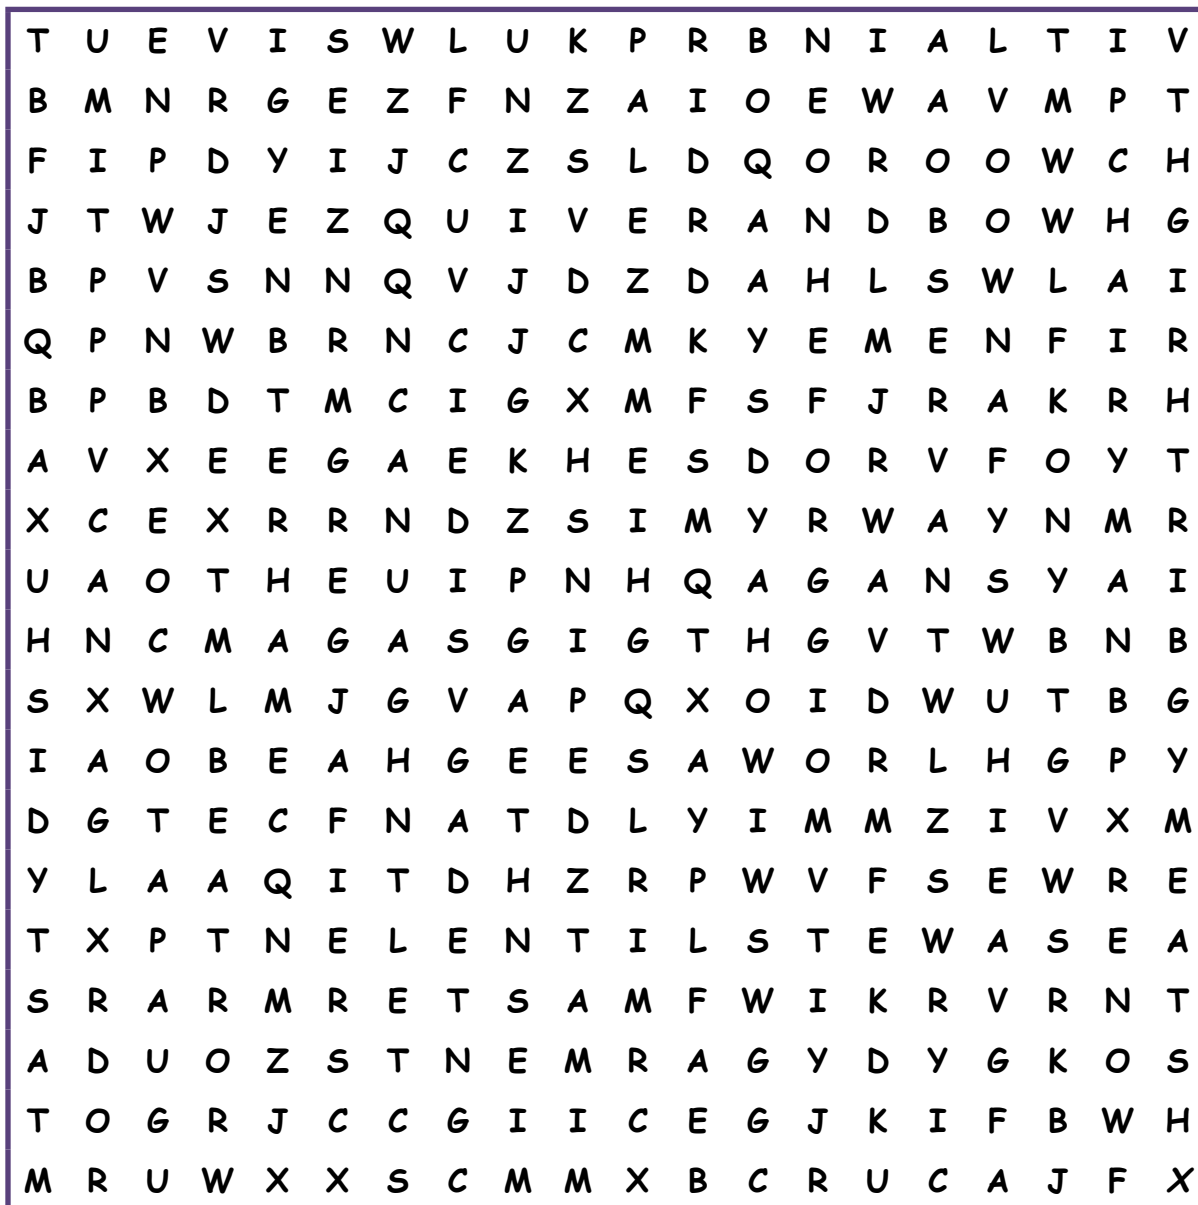 T U E V I S W L U K P R B N I A L T I V
B M N R G E Z F N Z A I O E W A V M P T
F I P D Y I J C Z S L D Q O R O O W C H
J T W J E Z Q U I V E R A N D B O W H G
B P V S N N Q V J D Z D A H L S W L A I
Q P N W B R N C J C M K Y E M E N F I R
B P B D T M C I G X M F S F J R A K R H
A V X E E G A E K H E S D O R V F O Y T
X C E X R R N D Z S I M Y R W A Y N M R
U A O T H E U I P N H Q A G A N S Y A I
H N C M A G A S G I G T H G V T W B N B
S X W L M J G V A P Q X O I D W U T B G
I A O B E A H G E E S A W O R L H G P Y
D G T E C F N A T D L Y I M M Z I V X M
Y L A A Q I T D H Z R P W V F S E W R E
T X P T N E L E N T I L S T E W A S E A
S R A R M R E T S A M F W I K R V R N T
A D U O Z S T N E M R A G Y D Y G K O S
T O G R J C C G I I C E G J K I F B W H
M R U W X X S C M M X B C R U C A J F X